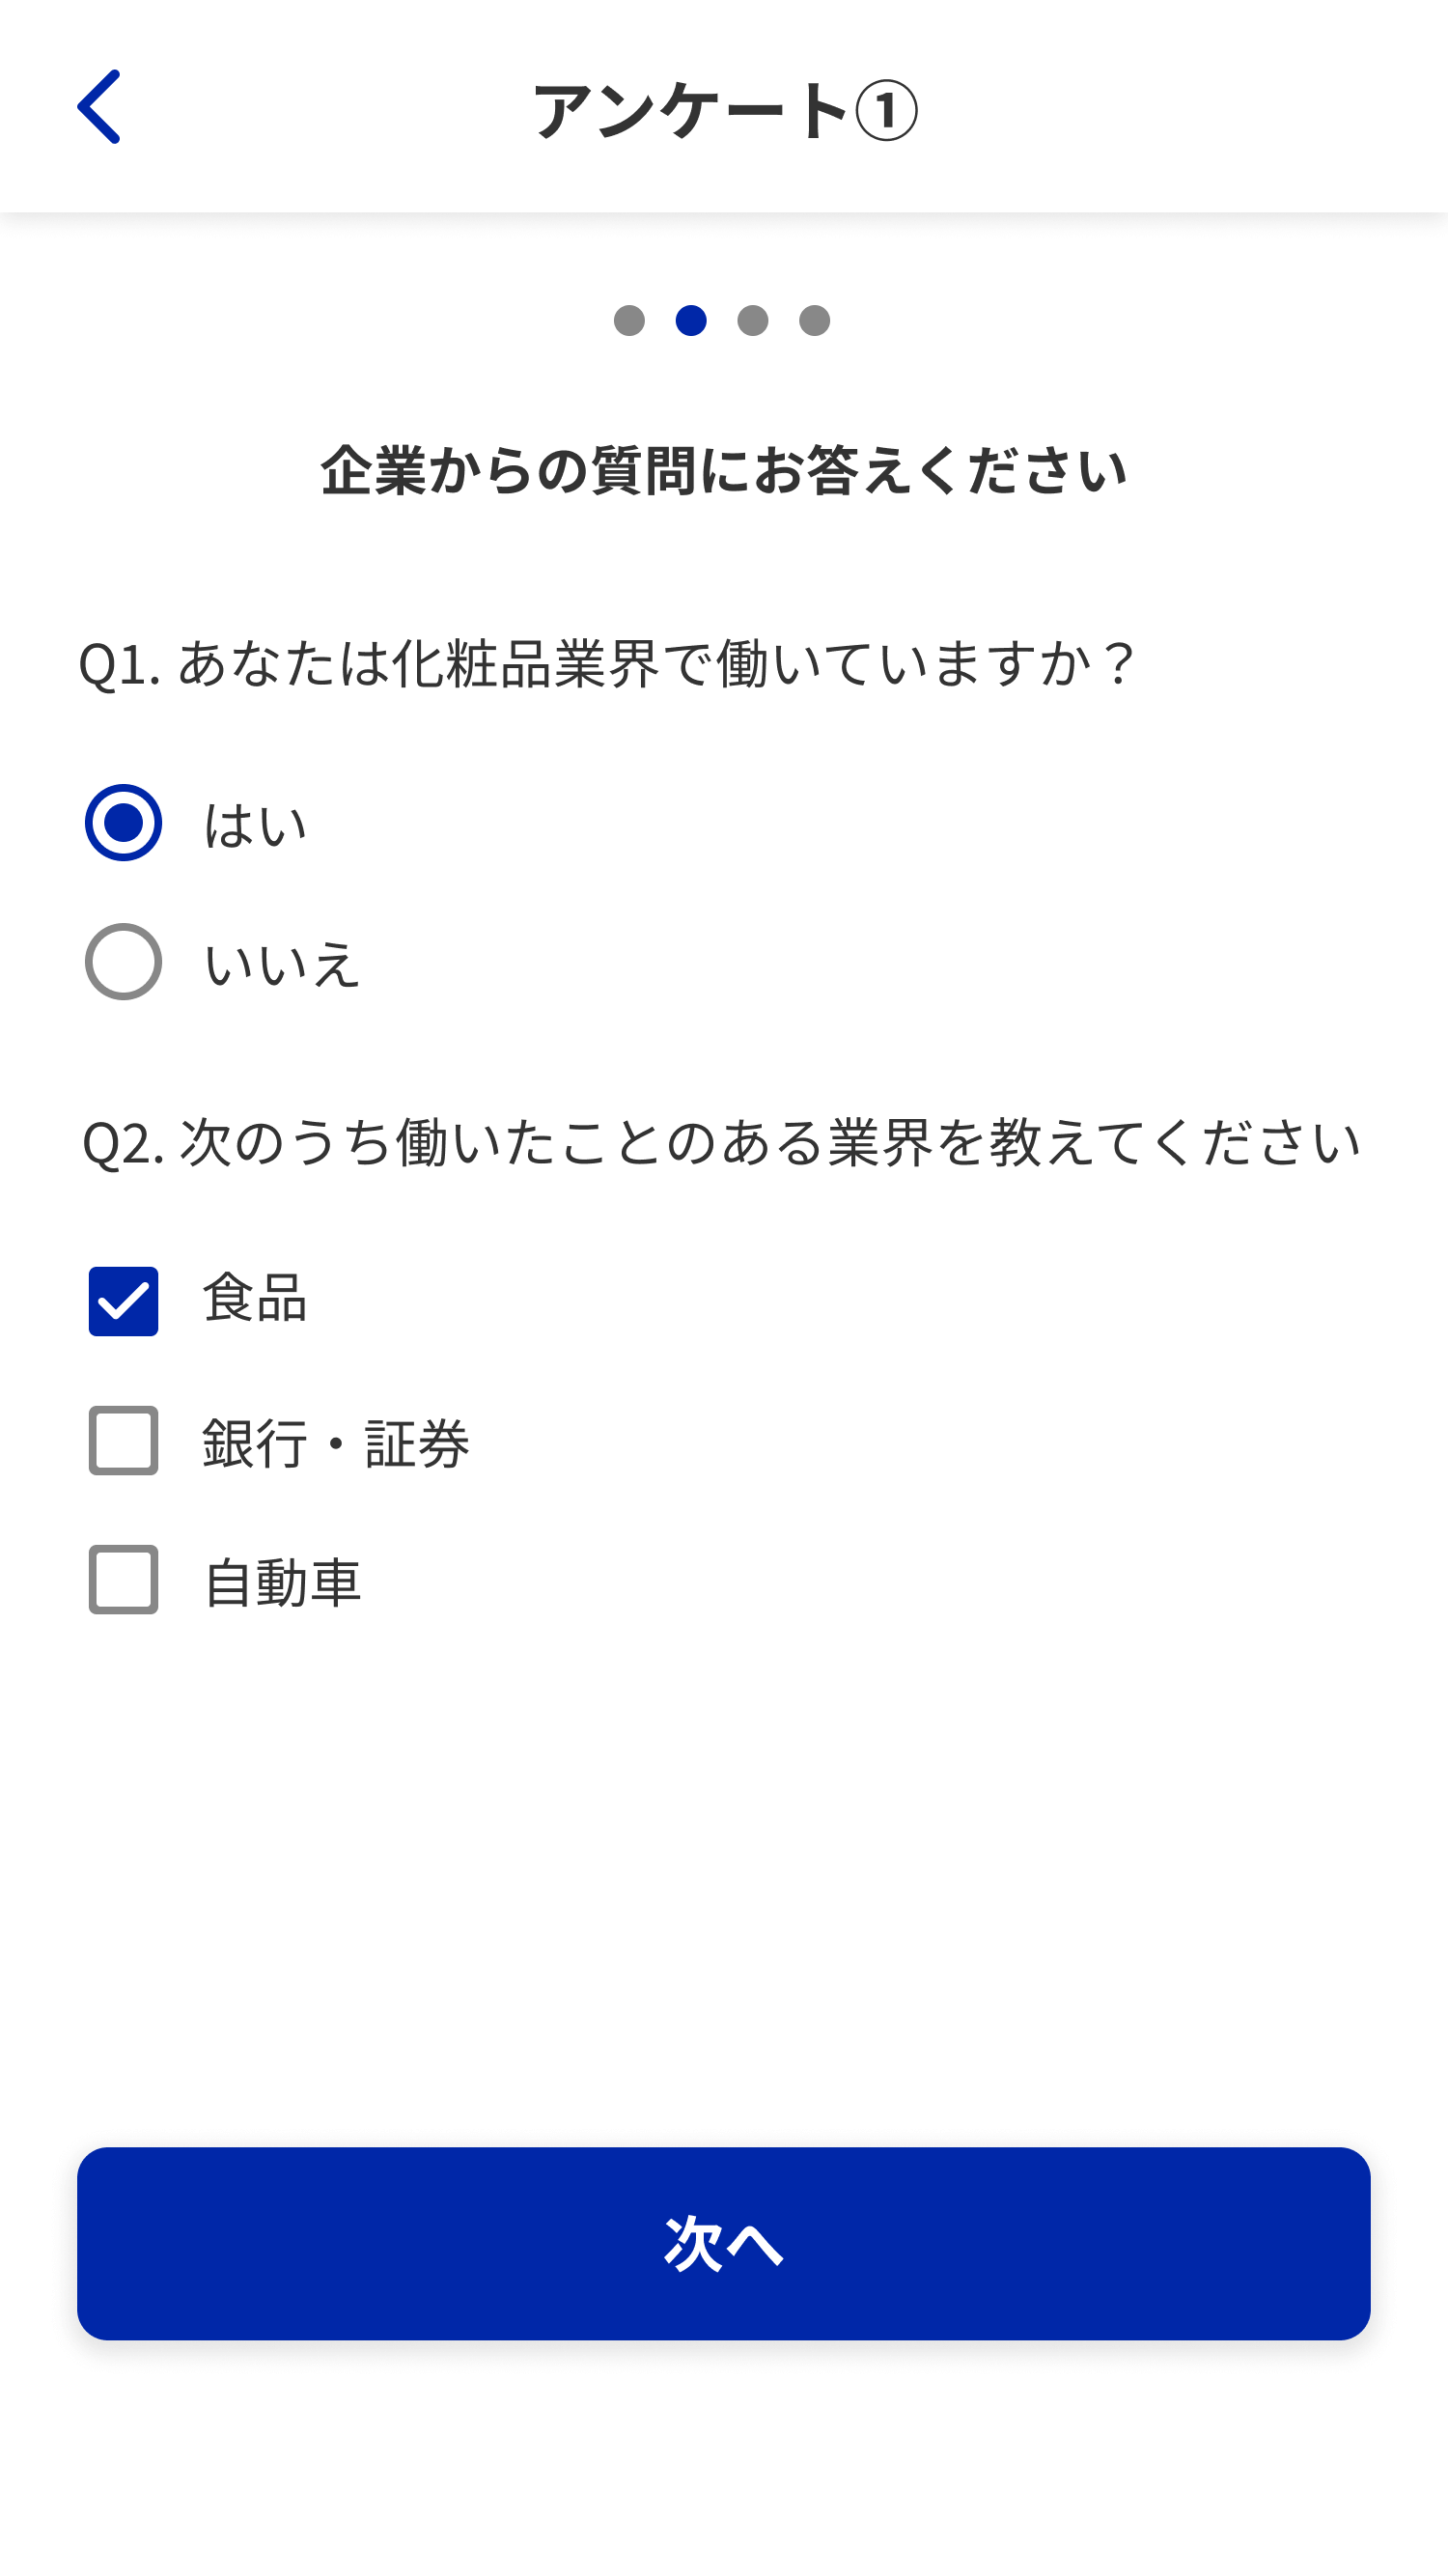 アンケート①
企業からの質問にお答えください
Q1. あなたは化粧品業界で働いていますか？
はい
いいえ
Q2. 次のうち働いたことのある業界を教えてください
食品
銀行・証券
自動車
次へ